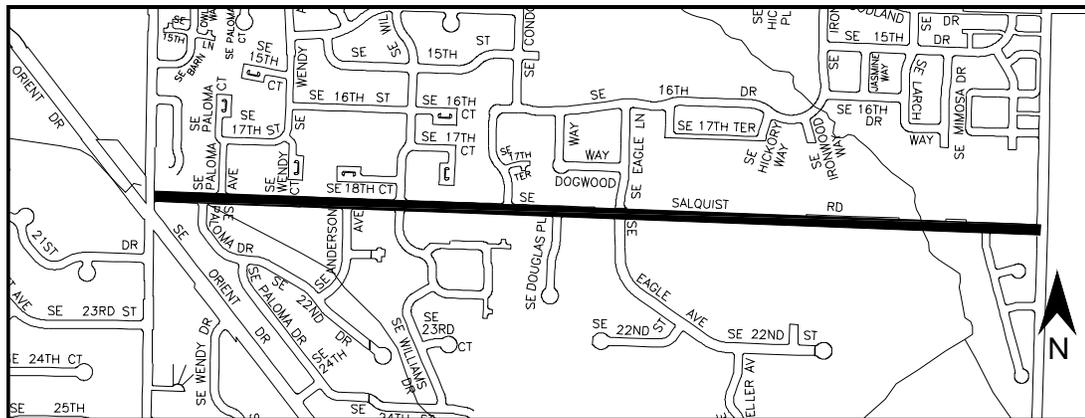 SE COWL
15TH
SE BARN LN
SE PALOMA CT
SE 15TH CT
WENDY
SE WIL
SE 15TH ST
SE CONDO
SE HICKORY PL
IRON
ODLAND DR
SE 15TH DR
JASMINE WAY
SE LARCH WAY
SE MIMOSA DR
ORIENT DR
SE PALOMA CT
SE 16TH ST
SE 16TH CT
SE 16TH DR
SE 16TH DR
SE 17TH ST
SE 17TH CT
SE 17TH TER
SE 17TH TER
SE HICKORY WAY
SE IRONWOOD WAY
SE WENDY CT
SE PALOMA AVE
SE 18TH CT
DOGWOOD WAY
WAY
SE EAGLE LN
SE SALQUIST RD
21ST DR
SE PALOMA DR
SE ANDERSON AVE
SE DOUGLAS PL
SE EAGLE AVE
SE ORIENT DR
SE PALOMA DR
SE 22ND DR
T AVE
SE 23RD ST
SE WENDY DR
SE 24TH
SE WILLIAMS DR
SE 23RD CT
SE 22ND ST
SE 22ND ST
ELLER AV
SE 24TH CT
SE 25TH
SE 24TH ST
N